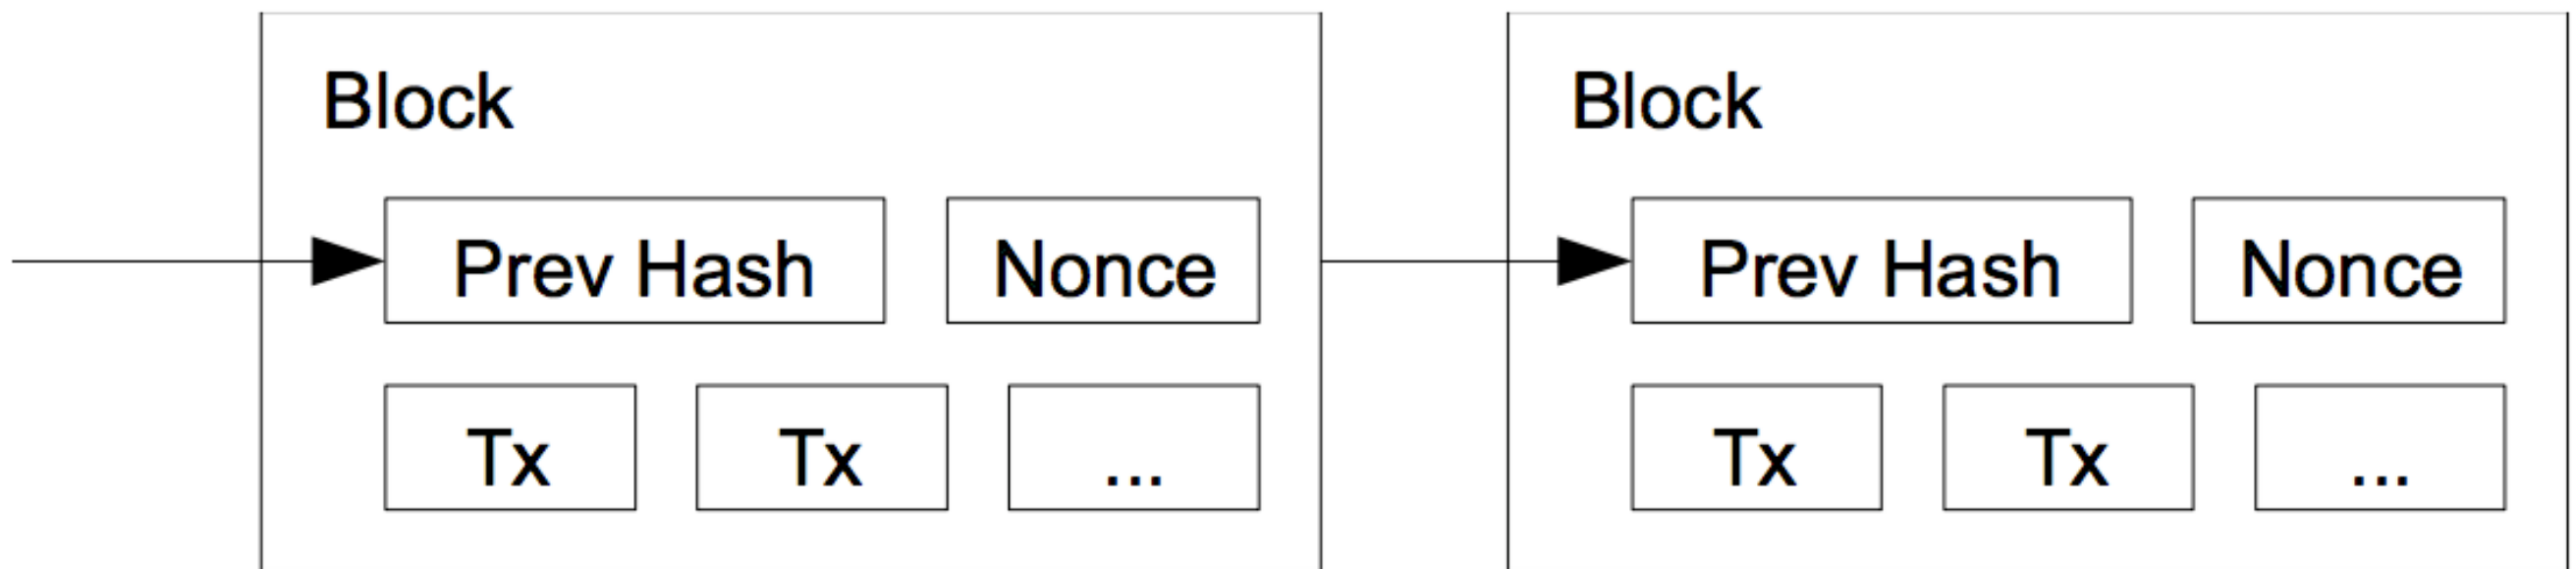 Block
Prev Hash
Nonce
Tx
Tx
...
Block
Prev Hash
Nonce
Tx
Tx
...